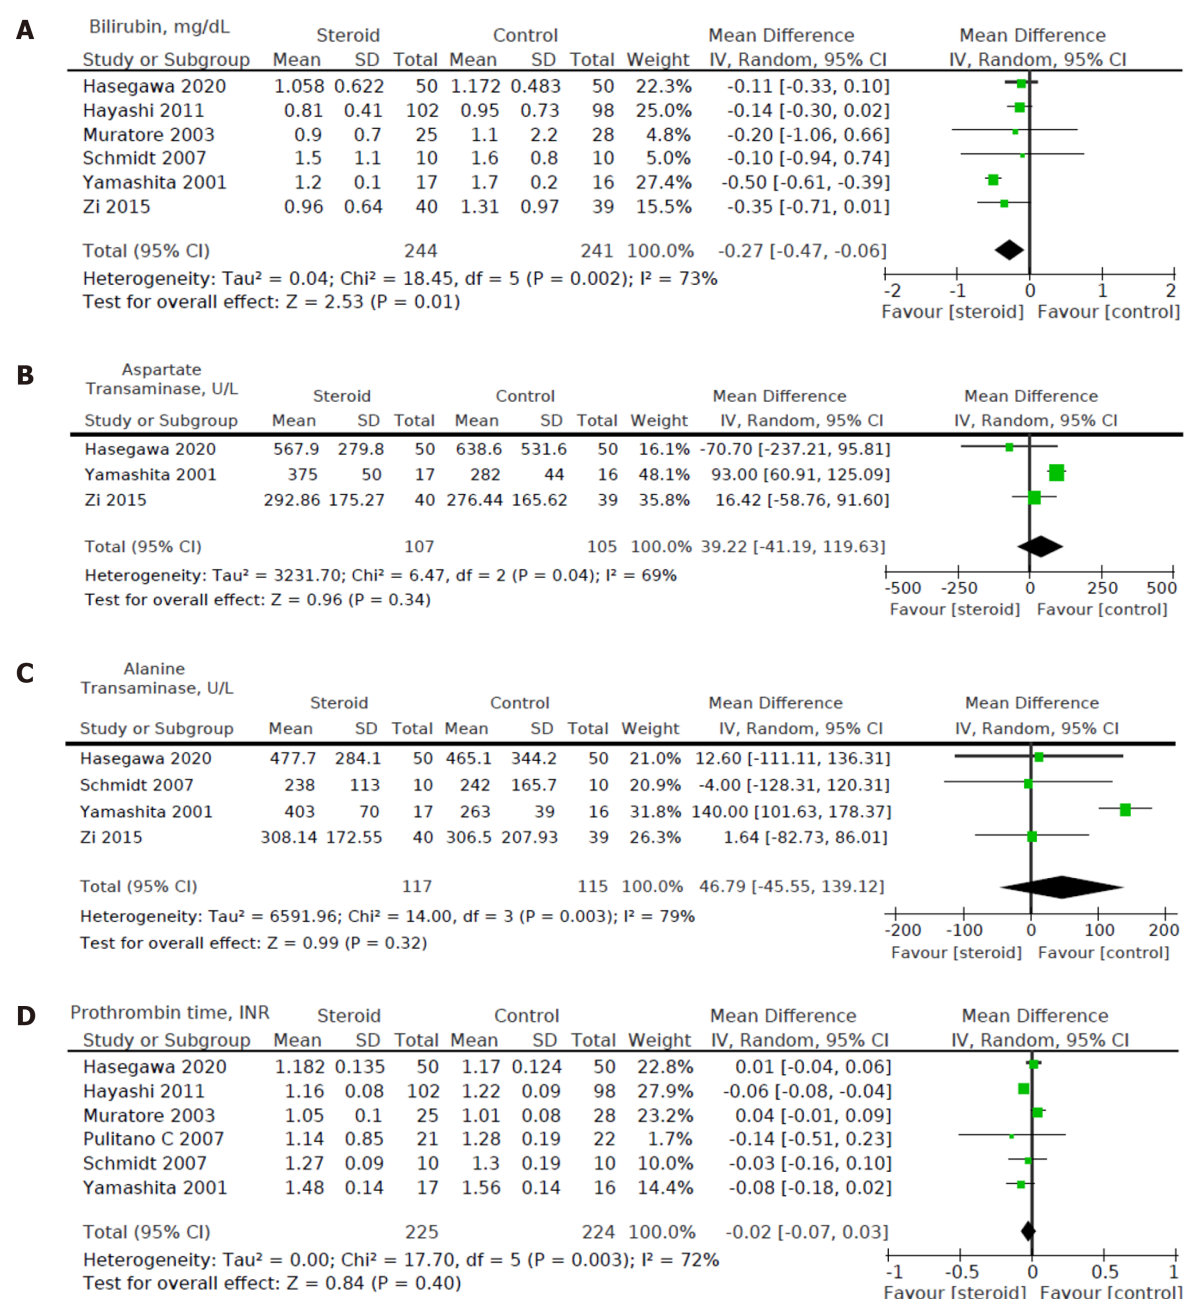 A
Bilirubin, mg/dL
Steroid Control Mean Difference Mean Difference
Study or Subgroup Mean SD Total Mean SD Total Weight IV, Random, 95% CI IV, Random, 95% CI
Hasegawa 2020 1.058 0.622 50 1.172 0.483 50 22.3% -0.11 [-0.33, 0.10]
Hayashi 2011 0.81 0.41 102 0.95 0.73 98 25.0% -0.14 [-0.30, 0.02]
Muratore 2003 0.9 0.7 25 1.1 2.2 28 4.8% -0.20 [-1.06, 0.66]
Schmidt 2007 1.5 1.1 10 1.6 0.8 10 5.0% -0.10 [-0.94, 0.74]
Yamashita 2001 1.2 0.1 17 1.7 0.2 16 27.4% -0.50 [-0.61, -0.39]
Zi 2015 0.96 0.64 40 1.31 0.97 39 15.5% -0.35 [-0.71, 0.01]
Total (95% CI) 244 241 100.0% -0.27 [-0.47, -0.06]
Heterogeneity: Tau² = 0.04; Chi² = 18.45, df = 5 (P = 0.002); I² = 73%
Test for overall effect: Z = 2.53 (P = 0.01)
-2 -1 0 1 2
Favour [steroid] Favour [control]
B
Aspartate
Transaminase, U/L
Steroid Control Mean Difference Mean Difference
Study or Subgroup Mean SD Total Mean SD Total Weight IV, Random, 95% CI IV, Random, 95% CI
Hasegawa 2020 567.9 279.8 50 638.6 531.6 50 16.1% -70.70 [-237.21, 95.81]
Yamashita 2001 375 50 17 282 44 16 48.1% 93.00 [60.91, 125.09]
Zi 2015 292.86 175.27 40 276.44 165.62 39 35.8% 16.42 [-58.76, 91.60]
Total (95% CI) 107 105 100.0% 39.22 [-41.19, 119.63]
Heterogeneity: Tau² = 3231.70; Chi² = 6.47, df = 2 (P = 0.04); I² = 69%
Test for overall effect: Z = 0.96 (P = 0.34)
-500 -250 0 250 500
Favour [steroid] Favour [control]
C
Alanine
Transaminase, U/L
Steroid Control Mean Difference Mean Difference
Study or Subgroup Mean SD Total Mean SD Total Weight IV, Random, 95% CI IV, Random, 95% CI
Hasegawa 2020 477.7 284.1 50 465.1 344.2 50 21.0% 12.60 [-111.11, 136.31]
Schmidt 2007 238 113 10 242 165.7 10 20.9% -4.00 [-128.31, 120.31]
Yamashita 2001 403 70 17 263 39 16 31.8% 140.00 [101.63, 178.37]
Zi 2015 308.14 172.55 40 306.5 207.93 39 26.3% 1.64 [-82.73, 86.01]
Total (95% CI) 117 115 100.0% 46.79 [-45.55, 139.12]
Heterogeneity: Tau² = 6591.96; Chi² = 14.00, df = 3 (P = 0.003); I² = 79%
Test for overall effect: Z = 0.99 (P = 0.32)
-200 -100 0 100 200
Favour [steroid] Favour [control]
D
Prothrombin time, INR
Steroid Control Mean Difference Mean Difference
Study or Subgroup Mean SD Total Mean SD Total Weight IV, Random, 95% CI IV, Random, 95% CI
Hasegawa 2020 1.182 0.135 50 1.17 0.124 50 22.8% 0.01 [-0.04, 0.06]
Hayashi 2011 1.16 0.08 102 1.22 0.09 98 27.9% -0.06 [-0.08, -0.04]
Muratore 2003 1.05 0.1 25 1.01 0.08 28 23.2% 0.04 [-0.01, 0.09]
Pulitano C 2007 1.14 0.85 21 1.28 0.19 22 1.7% -0.14 [-0.51, 0.23]
Schmidt 2007 1.27 0.09 10 1.3 0.19 10 10.0% -0.03 [-0.16, 0.10]
Yamashita 2001 1.48 0.14 17 1.56 0.14 16 14.4% -0.08 [-0.18, 0.02]
Total (95% CI) 225 224 100.0% -0.02 [-0.07, 0.03]
Heterogeneity: Tau² = 0.00; Chi² = 17.70, df = 5 (P = 0.003); I² = 72%
Test for overall effect: Z = 0.84 (P = 0.40)
-1 -0.5 0 0.5 1
Favour [steroid] Favour [control]